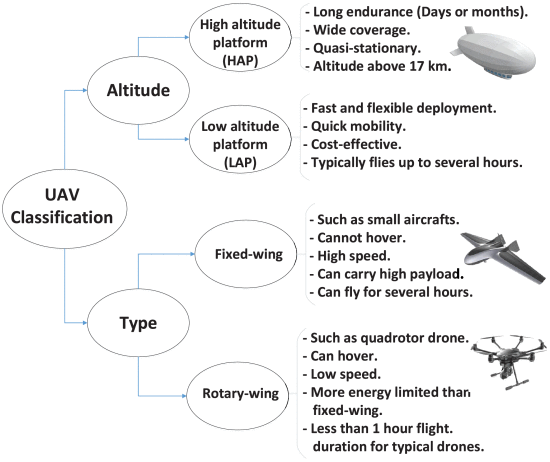 UAV
Classification
Altitude
High altitude
platform
(HAP)
- Long endurance (Days or months).
- Wide coverage.
- Quasi-stationary.
- Altitude above 17 km.
Low altitude
platform
(LAP)
- Fast and flexible deployment.
- Quick mobility.
- Cost-effective.
- Typically flies up to several hours.
Type
Fixed-wing
- Such as small aircrafts.
- Cannot hover.
- High speed.
- Can carry high payload.
- Can fly for several hours.
Rotary-wing
- Such as quadrotor drone.
- Can hover.
- Low speed.
- More energy limited than
fixed-wing.
- Less than 1 hour flight.
duration for typical drones.